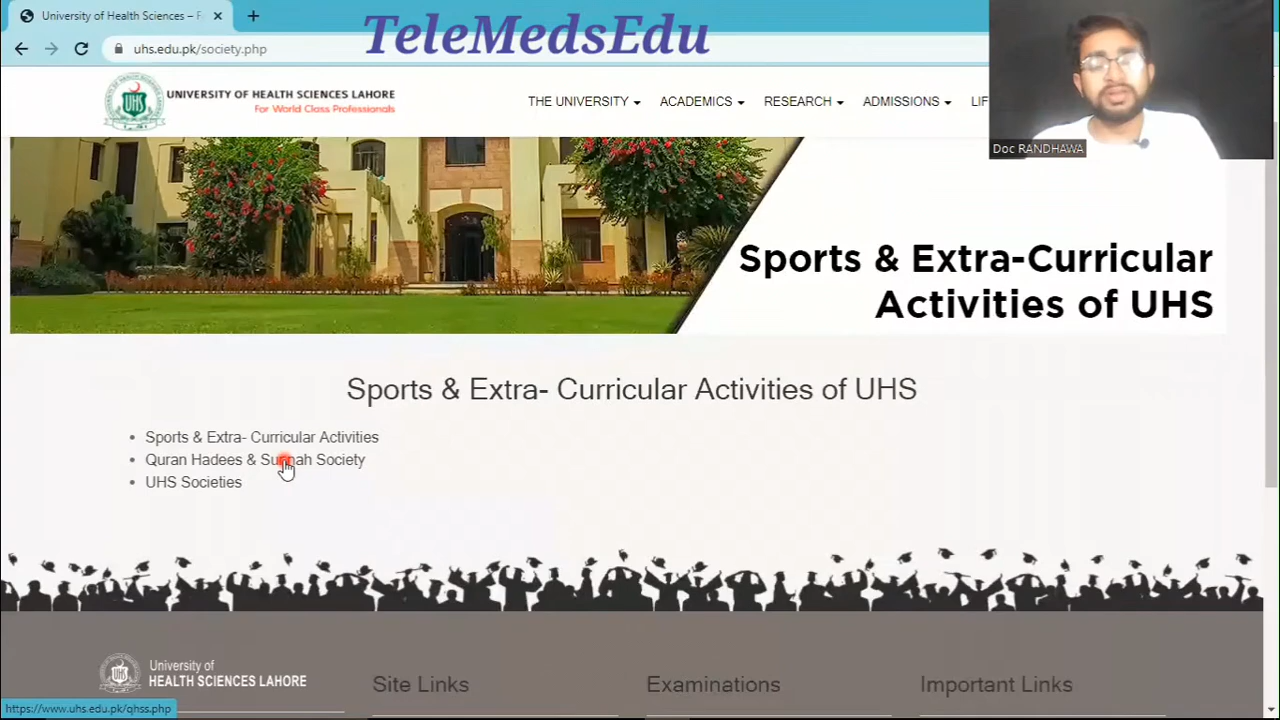 University of Health Sciences – F
TeleMedsEdu
uhs.edu.pk/society.php
UHS
UNIVERSITY OF HEALTH SCIENCES LAHORE
For World Class Professionals
THE UNIVERSITY
ACADEMICS
RESEARCH
ADMISSIONS
LIF
Doc RANDHAWA
Sports & Extra-Curricular
Activities of UHS
Sports & Extra- Curricular Activities of UHS
• Sports & Extra- Curricular Activities
• Quran Hadees & Sunnah Society
• UHS Societies
UHS
University of
HEALTH SCIENCES LAHORE
Site Links
Examinations
Important Links
https://www.uhs.edu.pk/qhss.php